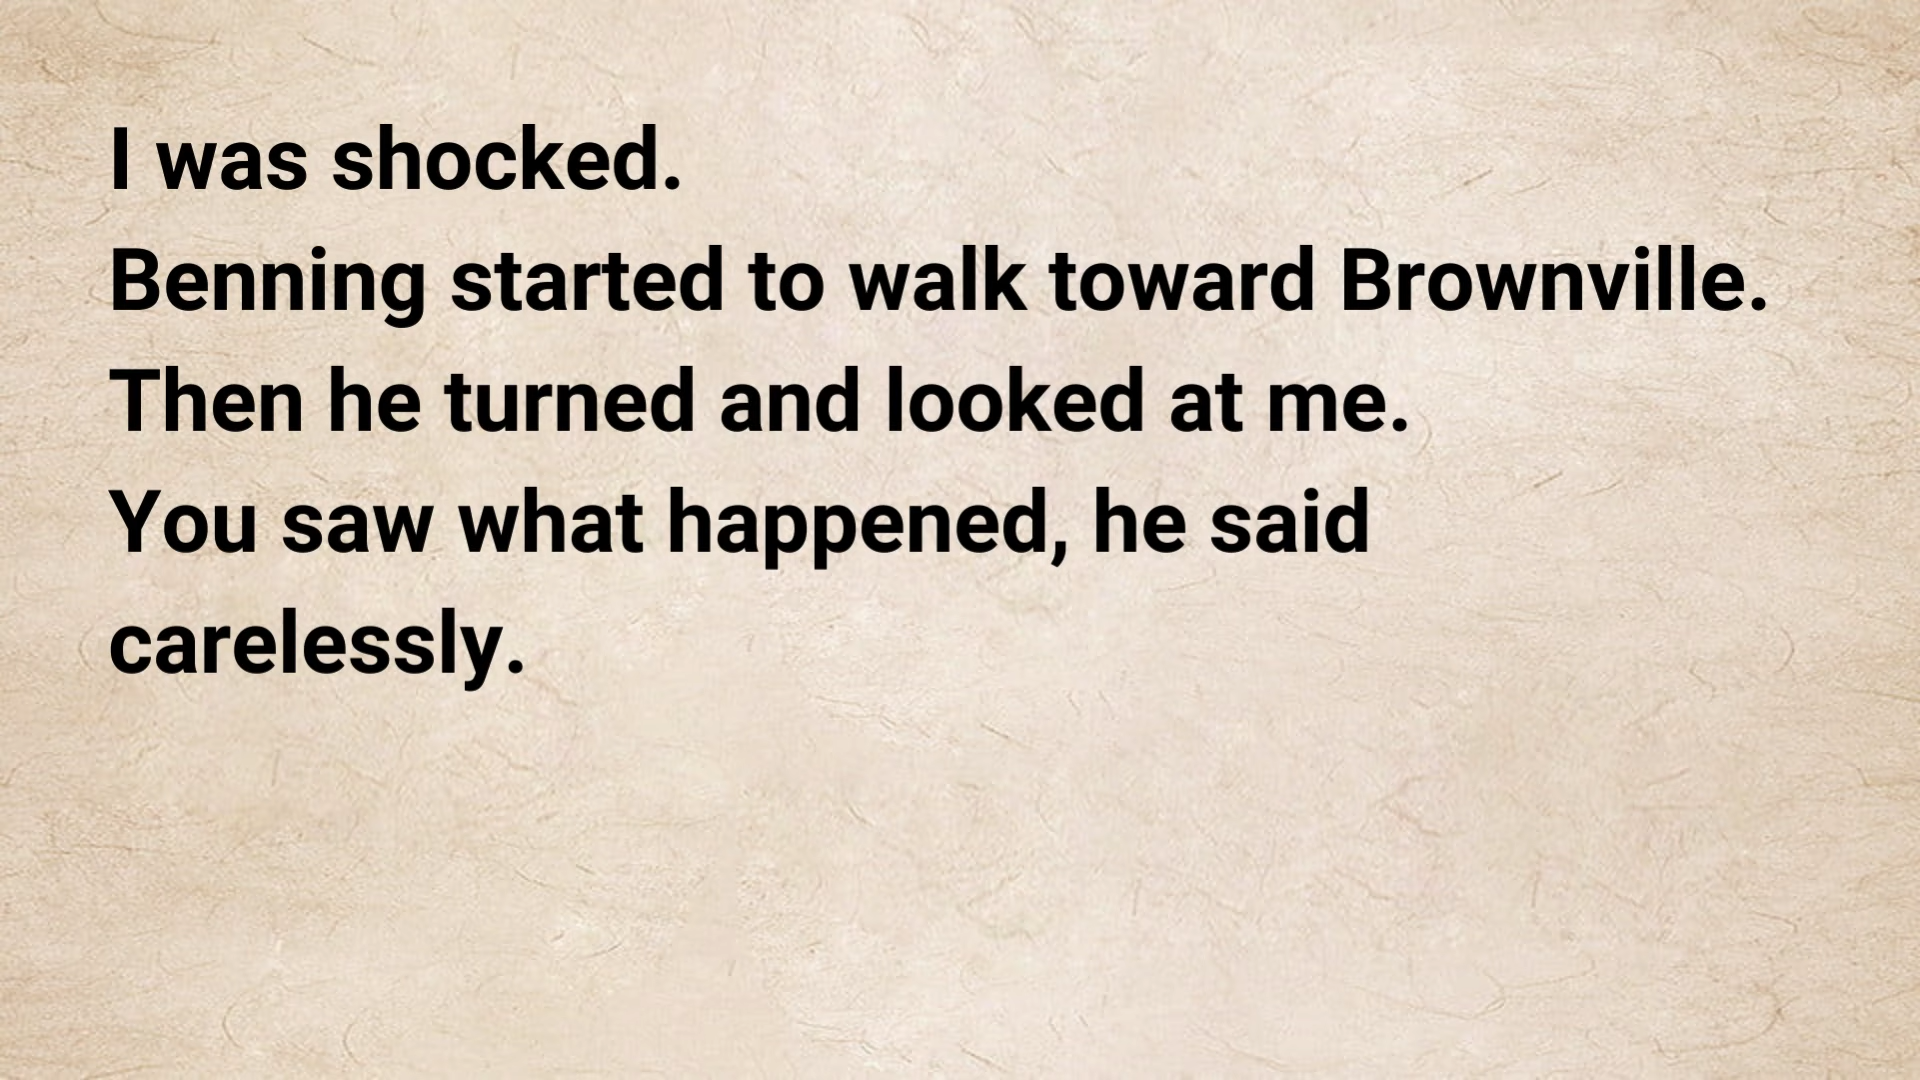 I was shocked.
Benning started to walk toward Brownville.
Then he turned and looked at me.
You saw what happened, he said
carelessly.